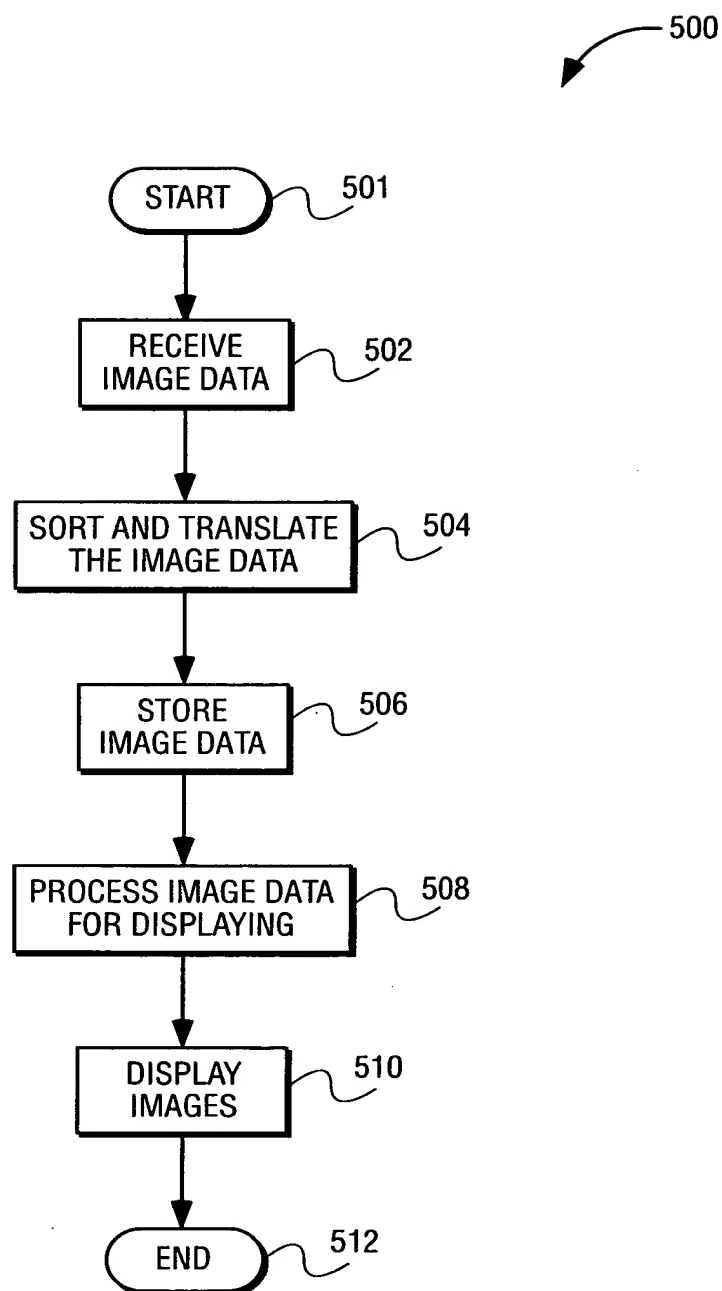 500
START
501
RECEIVE
IMAGE DATA
502
SORT AND TRANSLATE
THE IMAGE DATA
504
STORE
IMAGE DATA
506
PROCESS IMAGE DATA
FOR DISPLAYING
508
DISPLAY
IMAGES
510
END
512